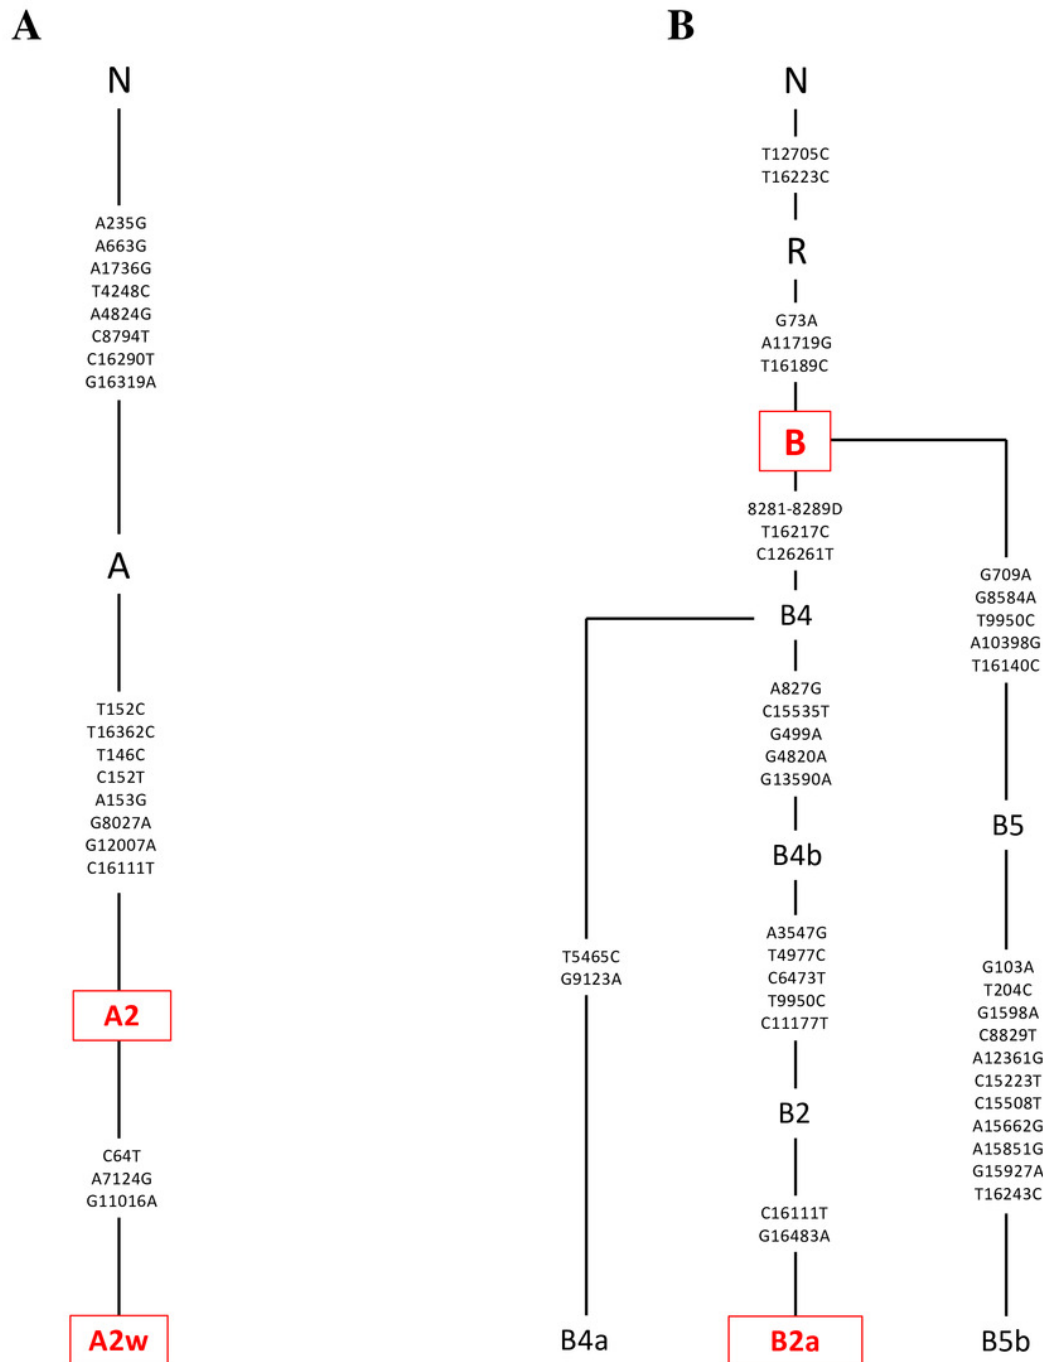 A
N
A235G
A663G
A1736G
T4248C
A4824G
C8794T
C16290T
G16319A
A
T152C
T16362C
T146C
C152T
A153G
G8027A
G12007A
C16111T
A2
C64T
A7124G
G11016A
A2w
B
N
T12705C
T16223C
R
G73A
A11719G
T16189C
B
8281-8289D
T16217C
C126261T
B4
A827G
C15535T
G499A
G4820A
G13590A
B4b
A3547G
T4977C
C6473T
T9950C
C11177T
B2
C16111T
G16483A
B2a
T5465C
G9123A
B4a
G709A
G8584A
T9950C
A10398G
T16140C
B5
G103A
T204C
G1598A
C8829T
A12361G
C15223T
C15508T
A15662G
A15851G
G15927A
T16243C
B5b